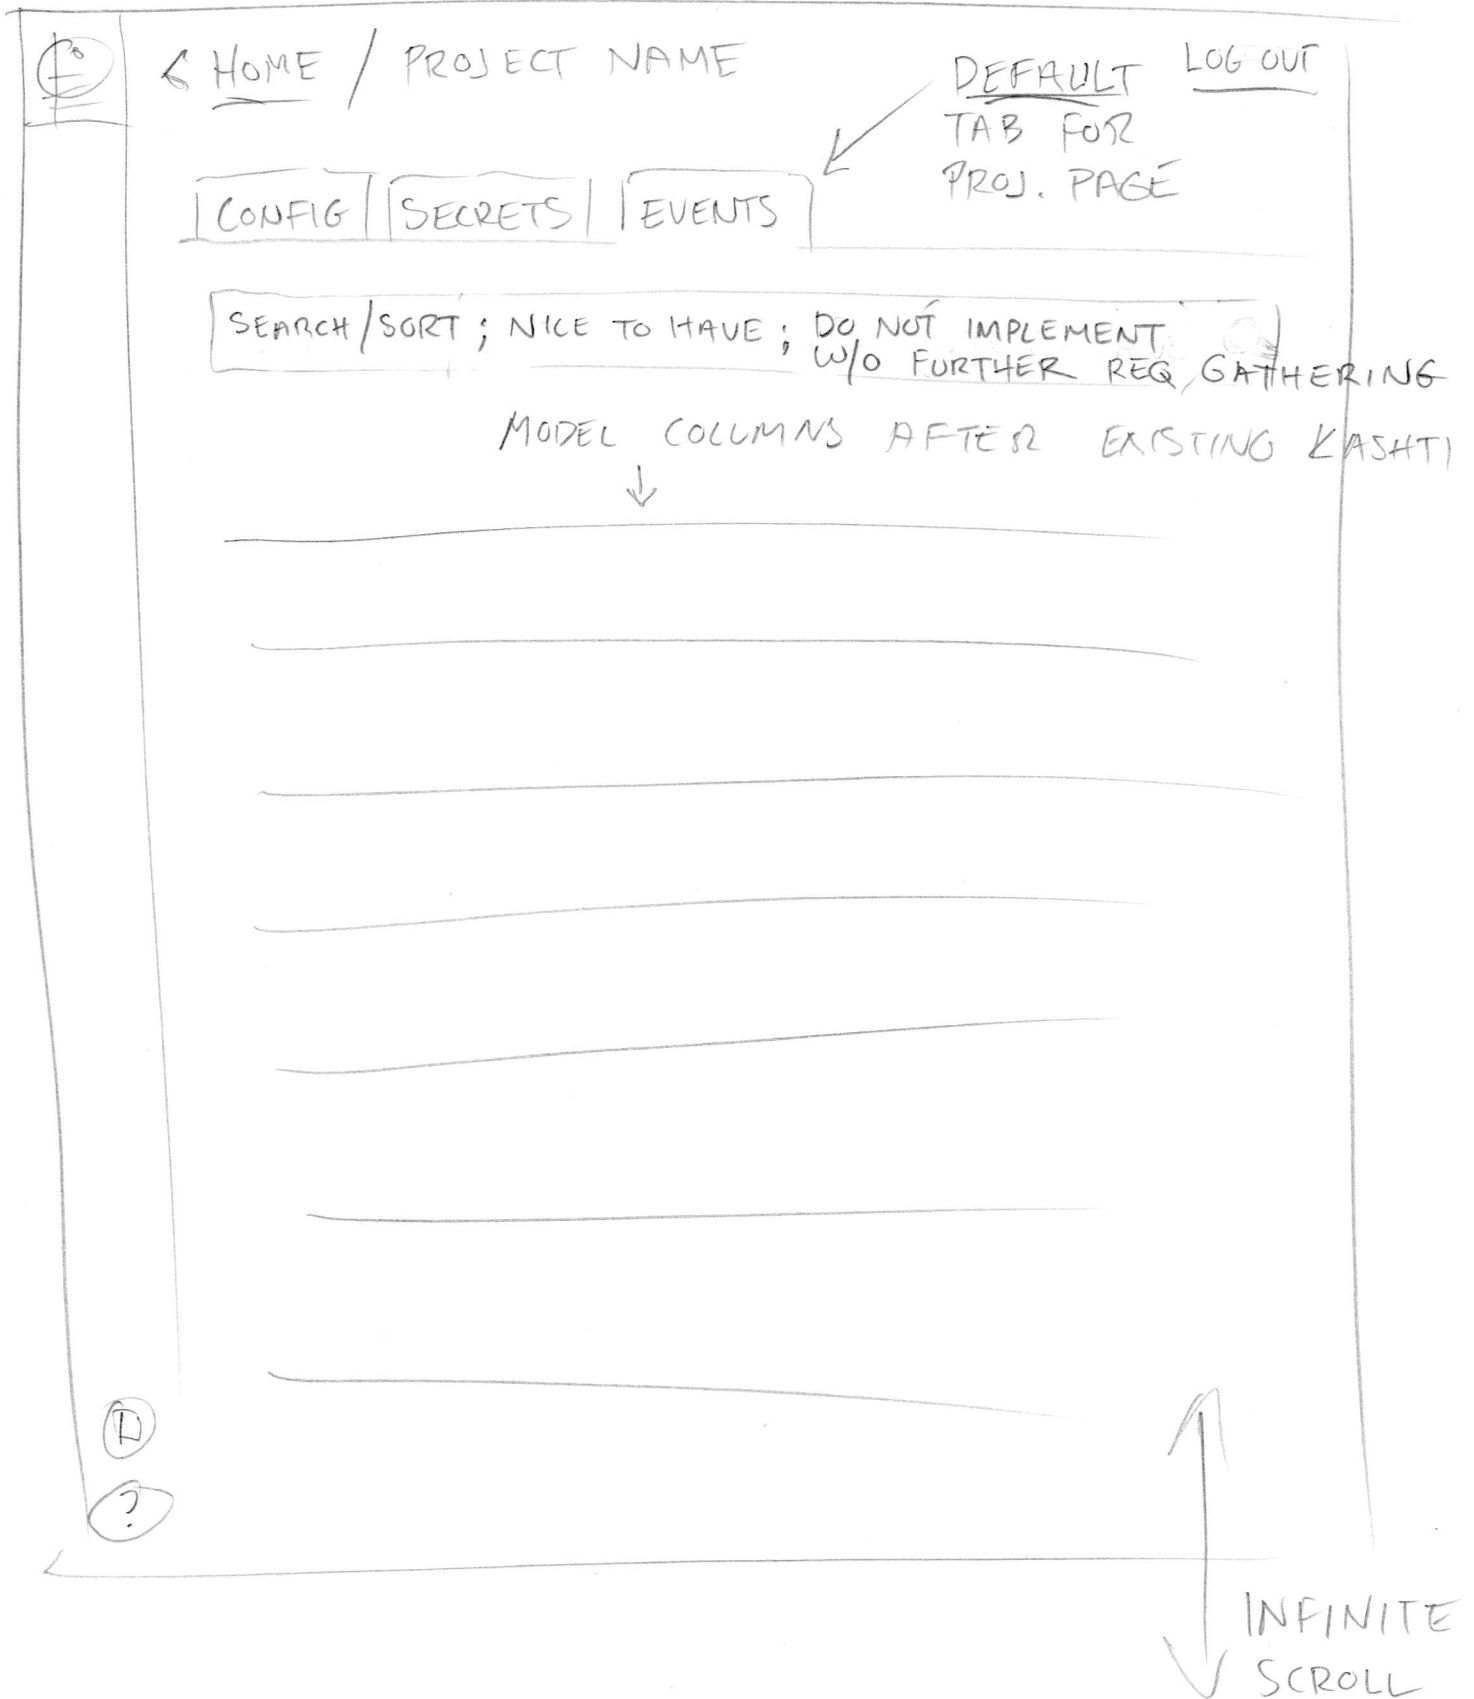 < HOME / PROJECT NAME
LOG OUT
DEFAULT
TAB FOR
PROJ. PAGE
CONFIG
SECRETS
EVENTS
SEARCH/SORT ; NICE TO HAVE ; DO NOT IMPLEMENT
W/O FURTHER REQ GATHERING
MODEL COLUMNS AFTER EXISTING KASHTI
?
INFINITE
SCROLL